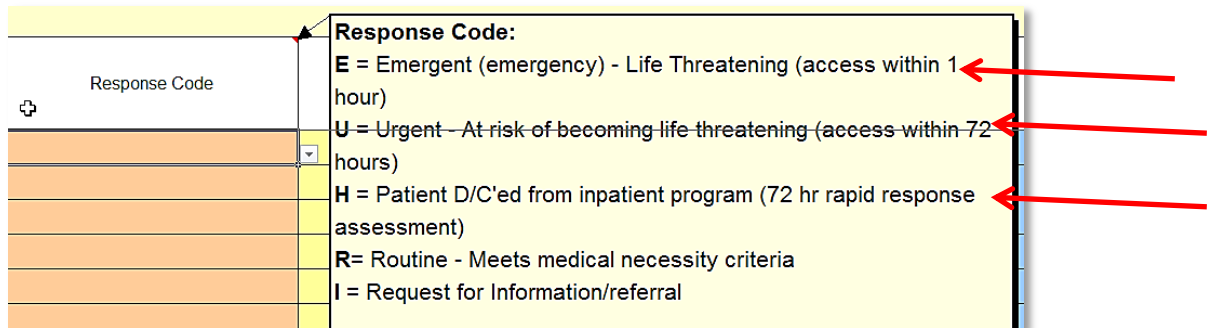 Response Code
Response Code:
E = Emergent (emergency) - Life Threatening (access within 1
hour)
U = Urgent - At risk of becoming life threatening (access within 72
hours)
H = Patient D/C'ed from inpatient program (72 hr rapid response
assessment)
R= Routine - Meets medical necessity criteria
I = Request for Information/referral